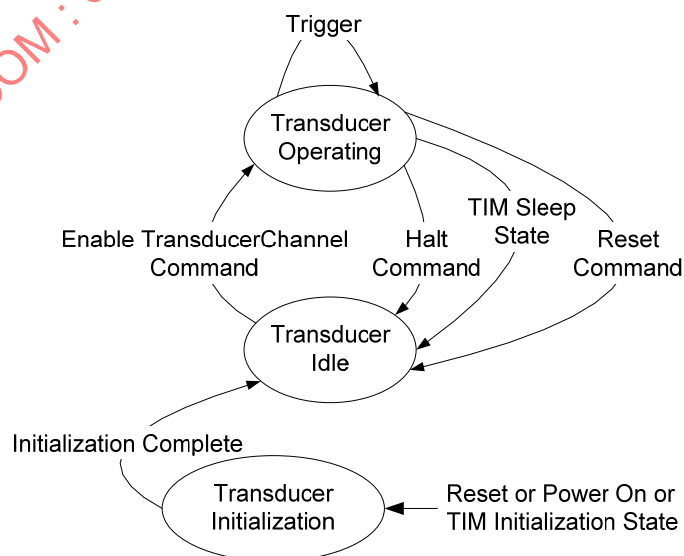 OM :
Trigger
Transducer
Operating
Enable TransducerChannel
Command
Halt
Command
TIM Sleep
State
Reset
Command
Transducer
Idle
Initialization Complete
Transducer
Initialization
Reset or Power On or
TIM Initialization State